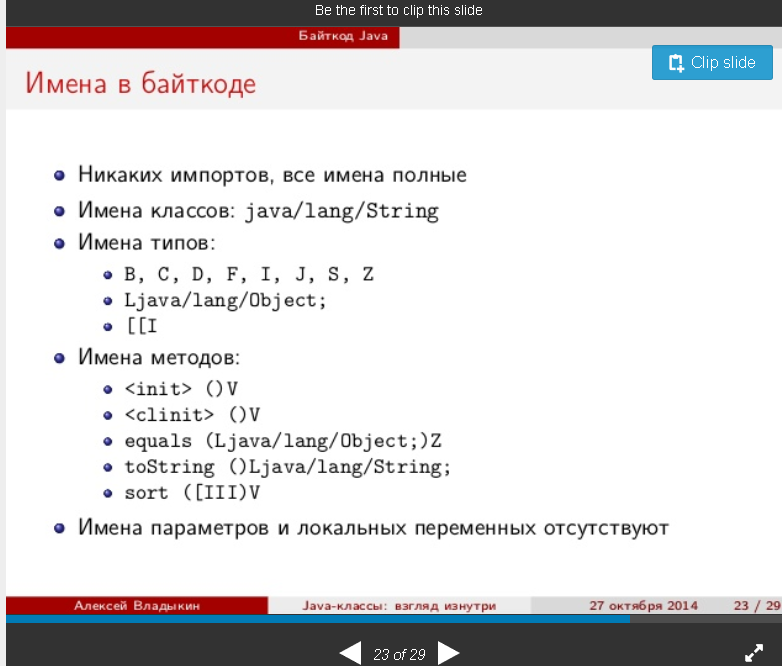 Be the first to clip this slide
Байткод Java
Clip slide
Имена в байткоде
Никаких импортов, все имена полные
Имена классов: java/lang/String
Имена типов:
B, C, D, F, I, J, S, Z
Ljava/lang/Object;
[[I
Имена методов:
<init> ()V
<clinit> ()V
equals (Ljava/lang/Object;)Z
toString ()Ljava/lang/String;
sort ([III)V
Имена параметров и локальных переменных отсутствуют
Алексей Владыкин Java-классы: взгляд изнутри 27 октября 2014 23 / 29
23 of 29